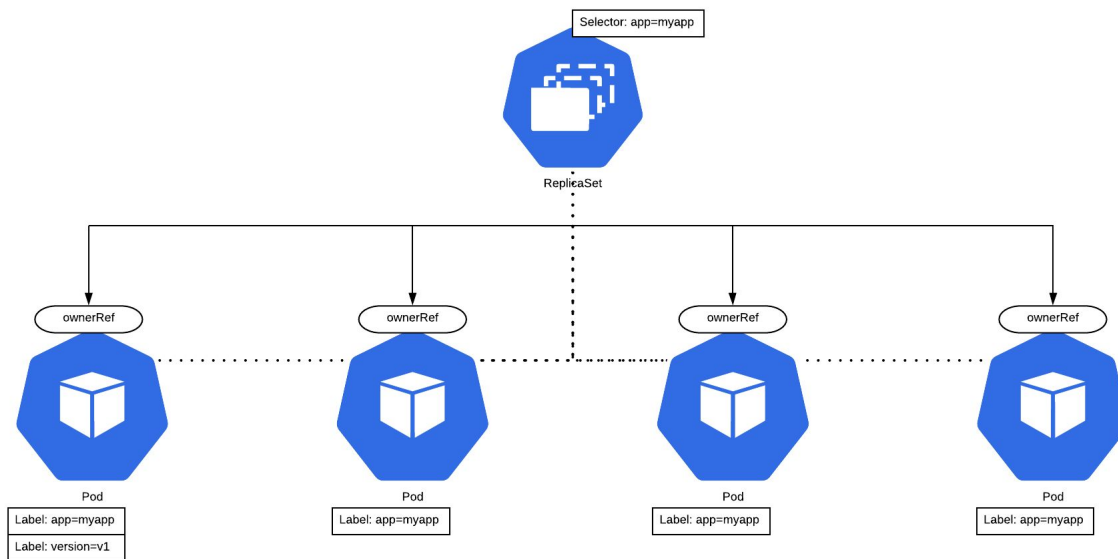 Selector: app=myapp
ReplicaSet
ownerRef
ownerRef
ownerRef
ownerRef
Pod
Pod
Pod
Pod
Label: app=myapp
Label: app=myapp
Label: app=myapp
Label: app=myapp
Label: version=v1